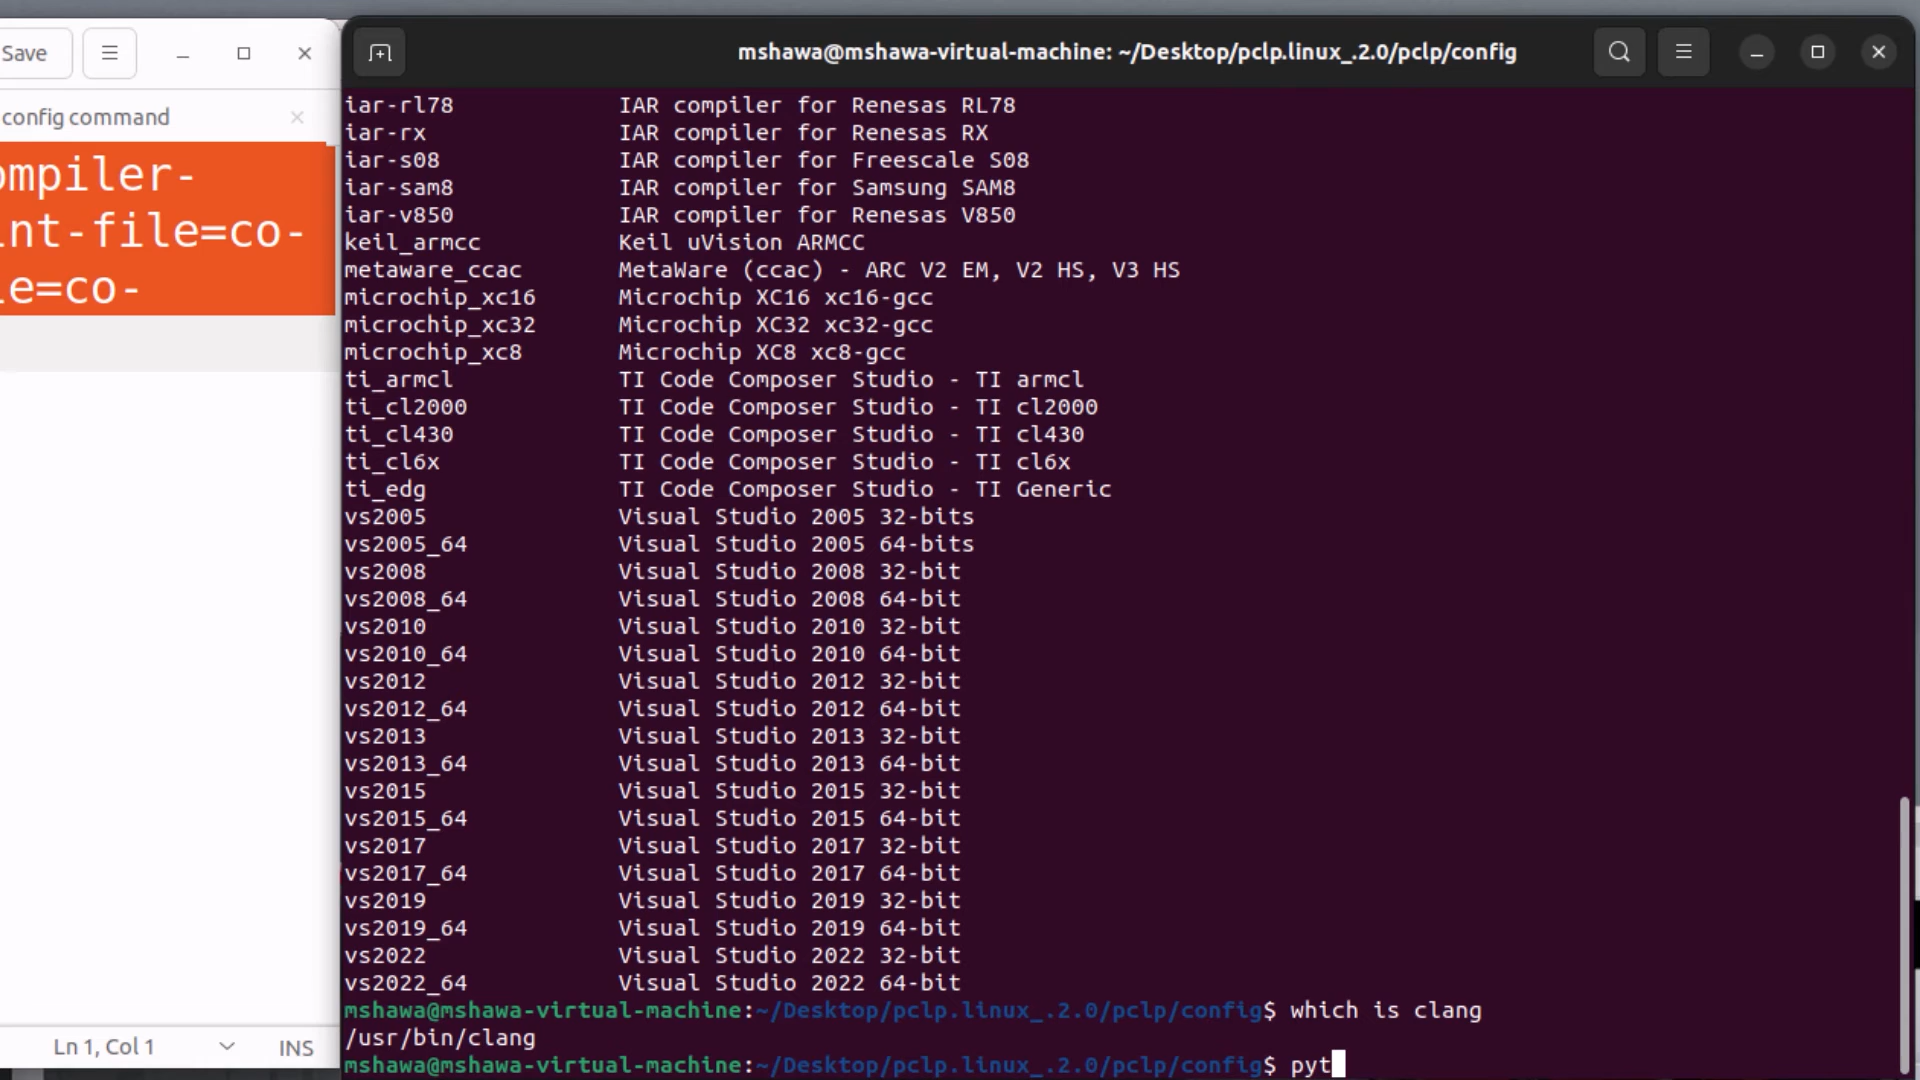 Save
mshawa@mshawa-virtual-machine: ~/Desktop/pclp.linux_.2.0/pclp/config
config command
ompiler-
int-file=co-
le=co-
iar-rl78 IAR compiler for Renesas RL78
iar-rx IAR compiler for Renesas RX
iar-s08 IAR compiler for Freescale S08
iar-sam8 IAR compiler for Samsung SAM8
iar-v850 IAR compiler for Renesas V850
keil_armcc Keil uVision ARMCC
metaware_ccac MetaWare (ccac) - ARC V2 EM, V2 HS, V3 HS
microchip_xc16 Microchip XC16 xc16-gcc
microchip_xc32 Microchip XC32 xc32-gcc
microchip_xc8 Microchip XC8 xc8-gcc
ti_armcl TI Code Composer Studio - TI armcl
ti_cl2000 TI Code Composer Studio - TI cl2000
ti_cl430 TI Code Composer Studio - TI cl430
ti_cl6x TI Code Composer Studio - TI cl6x
ti_edg TI Code Composer Studio - TI Generic
vs2005 Visual Studio 2005 32-bits
vs2005_64 Visual Studio 2005 64-bits
vs2008 Visual Studio 2008 32-bit
vs2008_64 Visual Studio 2008 64-bit
vs2010 Visual Studio 2010 32-bit
vs2010_64 Visual Studio 2010 64-bit
vs2012 Visual Studio 2012 32-bit
vs2012_64 Visual Studio 2012 64-bit
vs2013 Visual Studio 2013 32-bit
vs2013_64 Visual Studio 2013 64-bit
vs2015 Visual Studio 2015 32-bit
vs2015_64 Visual Studio 2015 64-bit
vs2017 Visual Studio 2017 32-bit
vs2017_64 Visual Studio 2017 64-bit
vs2019 Visual Studio 2019 32-bit
vs2019_64 Visual Studio 2019 64-bit
vs2022 Visual Studio 2022 32-bit
vs2022_64 Visual Studio 2022 64-bit
mshawa@mshawa-virtual-machine:~/Desktop/pclp.linux_.2.0/pclp/config$ which is clang
/usr/bin/clang
mshawa@mshawa-virtual-machine:~/Desktop/pclp.linux_.2.0/pclp/config$ pyt
Ln 1, Col 1 INS